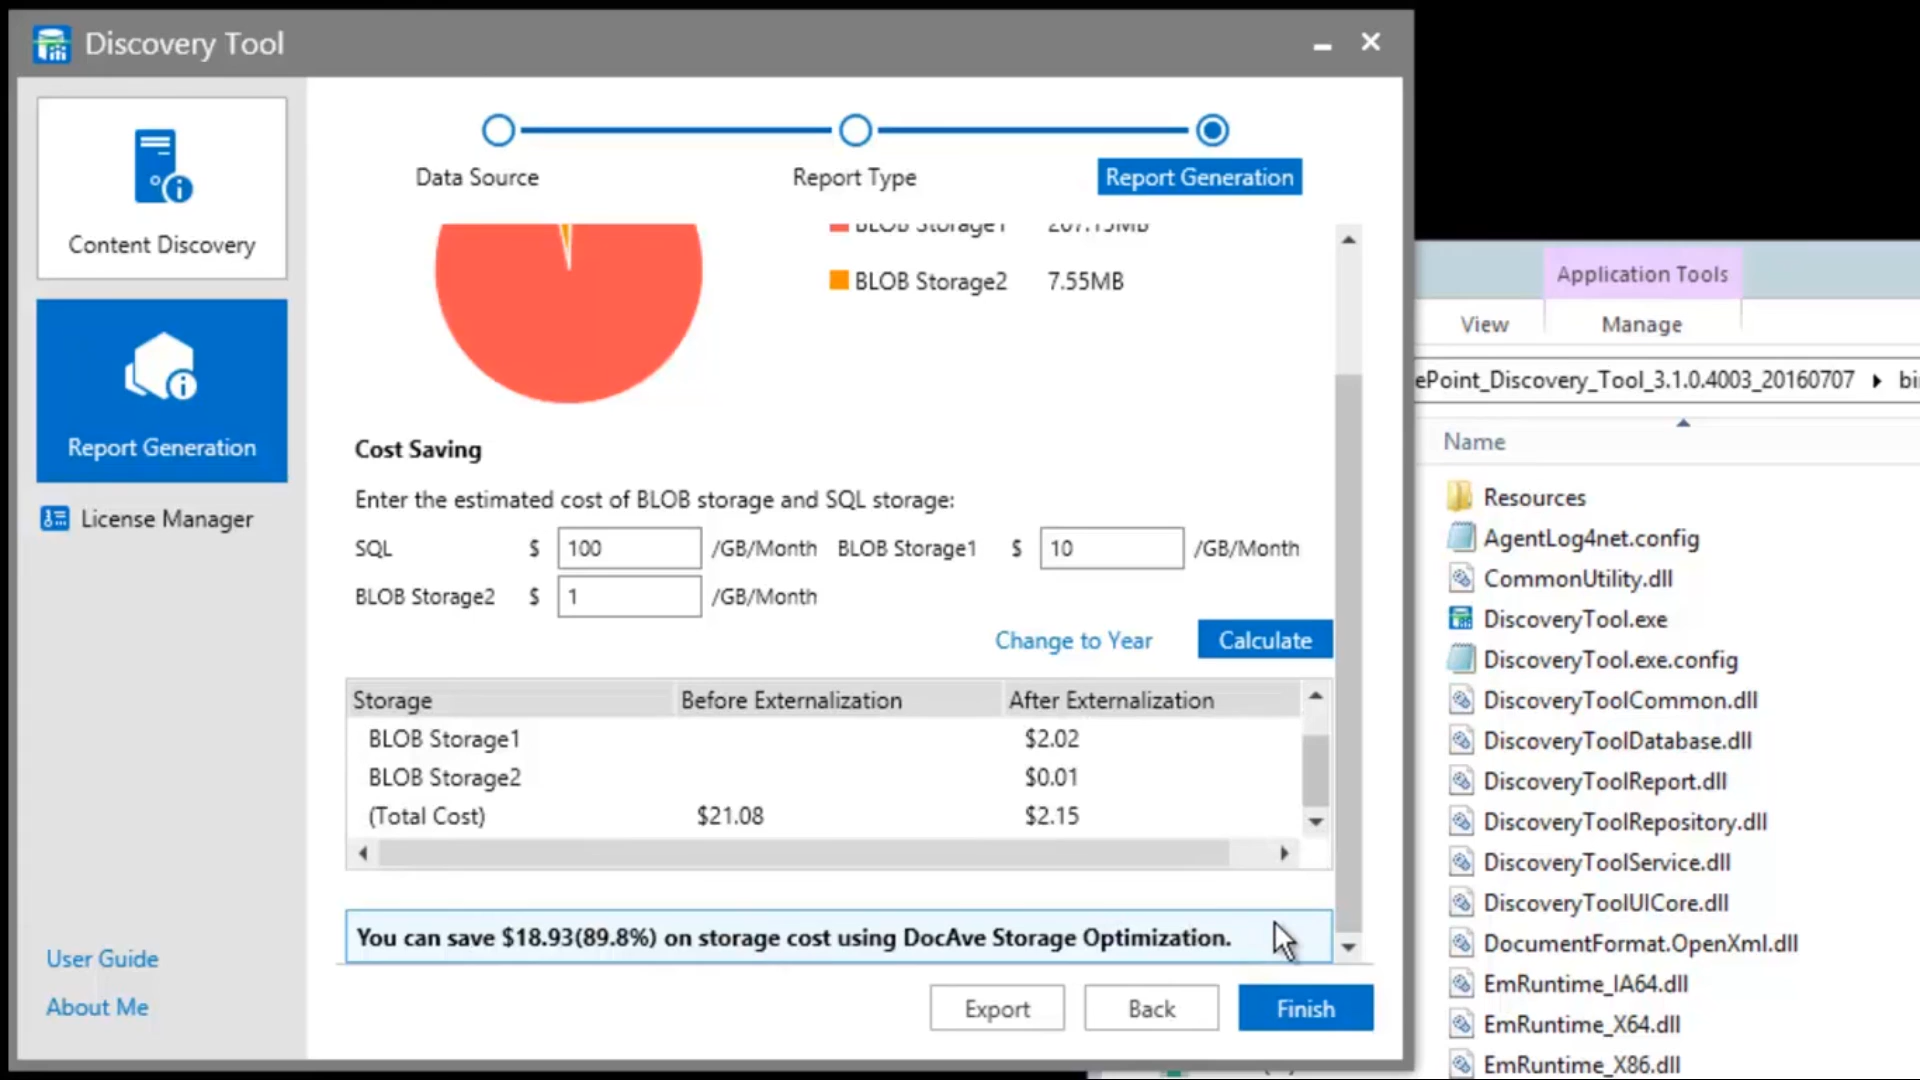 Discovery Tool
Content Discovery
Report Generation
License Manager
User Guide
About Me
Data Source
Report Type
Report Generation
BLOB Storage1 207.15MB
BLOB Storage2 7.55MB
Cost Saving
Enter the estimated cost of BLOB storage and SQL storage:
SQL $ 100 /GB/Month BLOB Storage1 $ 10 /GB/Month
BLOB Storage2 $ 1 /GB/Month
Change to Year Calculate
Storage Before Externalization After Externalization
BLOB Storage1 $2.02
BLOB Storage2 $0.01
(Total Cost) $21.08 $2.15
You can save $18.93(89.8%) on storage cost using DocAve Storage Optimization.
Export Back Finish
Application Tools
View Manage
ePoint_Discovery_Tool_3.1.0.4003_20160707 bi
Name
Resources
AgentLog4net.config
CommonUtility.dll
DiscoveryTool.exe
DiscoveryTool.exe.config
DiscoveryToolCommon.dll
DiscoveryToolDatabase.dll
DiscoveryToolReport.dll
DiscoveryToolRepository.dll
DiscoveryToolService.dll
DiscoveryToolUICore.dll
DocumentFormat.OpenXml.dll
EmRuntime_IA64.dll
EmRuntime_X64.dll
EmRuntime_X86.dll